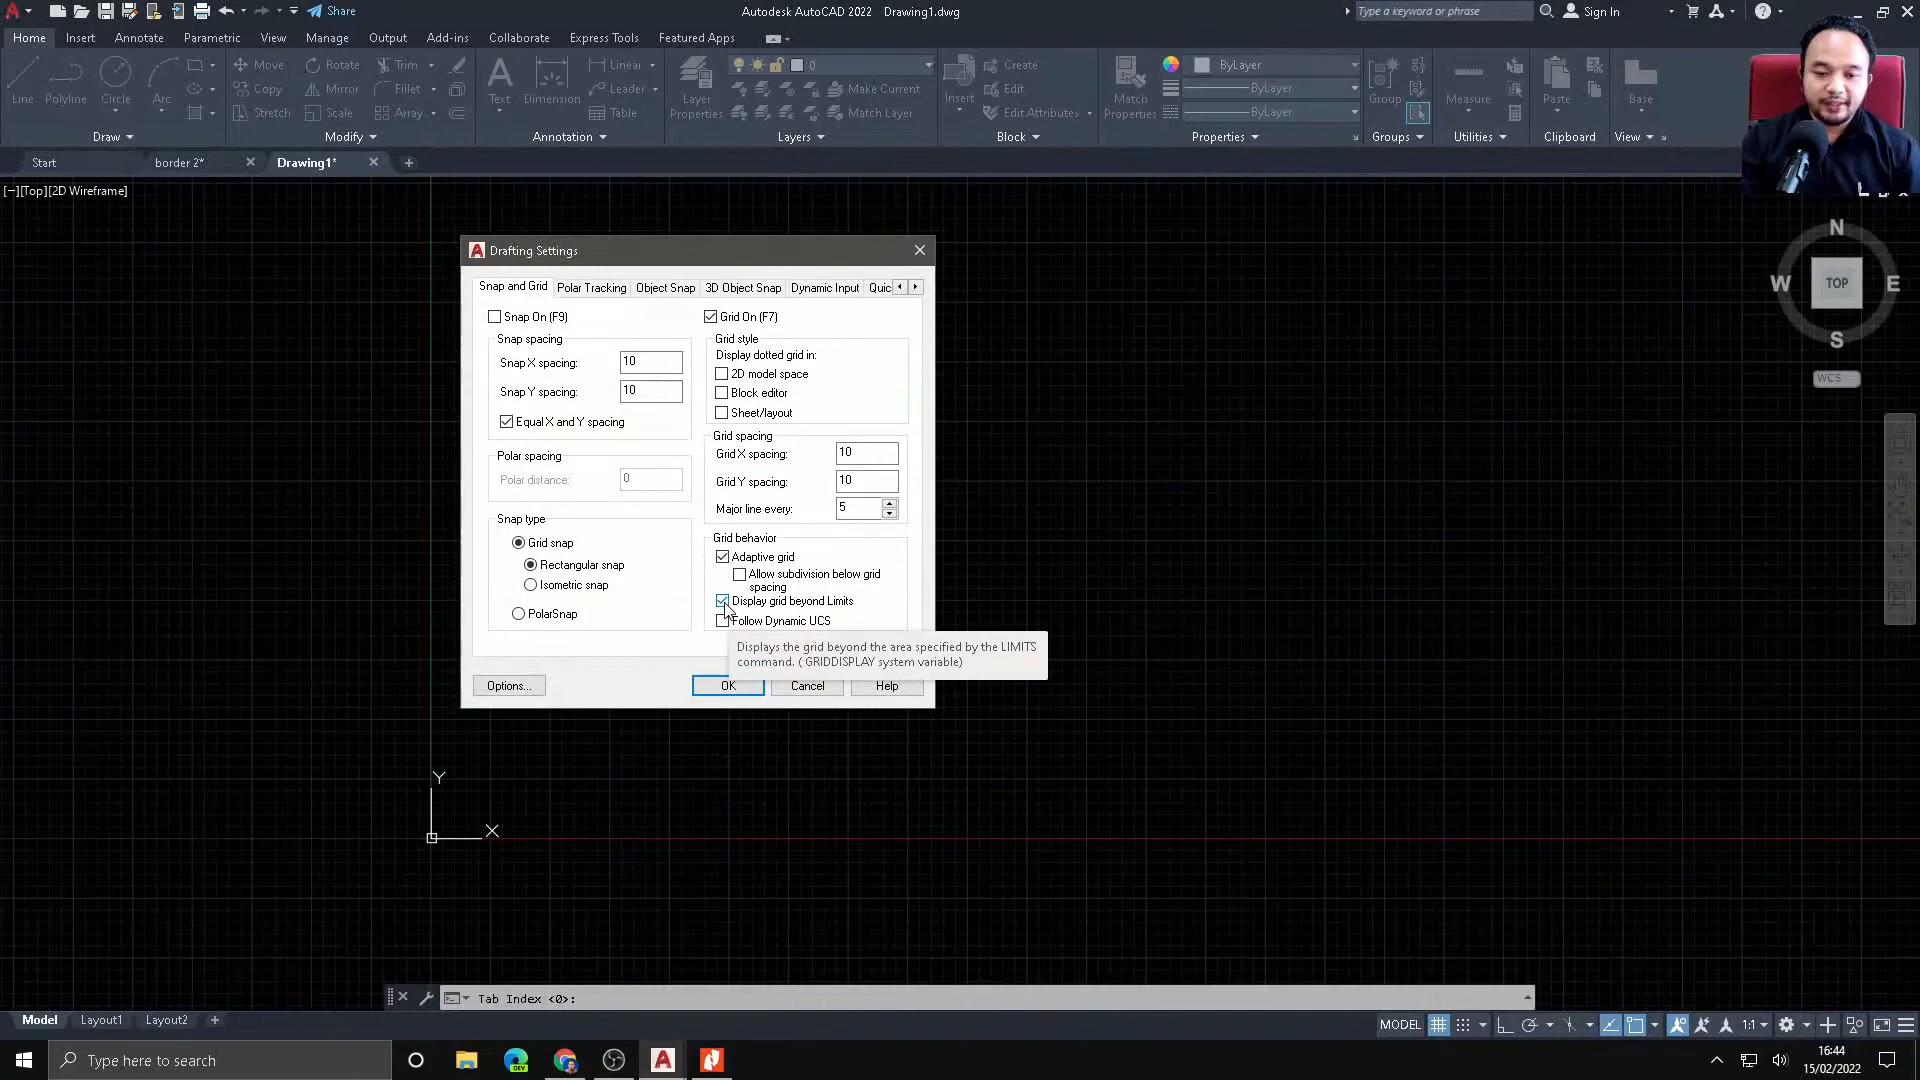 Share
Autodesk AutoCAD 2022 Drawing1.dwg
Type a keyword or phrase
Sign In
Home Insert Annotate Parametric View Manage Output Add-ins Collaborate Express Tools Featured Apps
Line Polyline Circle Arc
Move Rotate Trim
Copy Mirror Fillet
Stretch Scale Array
Text Dimension
Linear
Leader
Table
Layer
Properties
0
Make Current
Match Layer
Insert
Create
Edit
Edit Attributes
Match
Properties
ByLayer
ByLayer
ByLayer
Group
Measure
Paste
Base
Draw Modify Annotation Layers Block Properties Groups Utilities Clipboard View
Start border 2* Drawing1*
[−][Top][2D Wireframe]
N
W TOP E
S
WCS
Drafting Settings
Snap and Grid Polar Tracking Object Snap 3D Object Snap Dynamic Input Quic
Snap On (F9)
Snap spacing
Snap X spacing: 10
Snap Y spacing: 10
Equal X and Y spacing
Polar spacing
Polar distance: 0
Snap type
Grid snap
Rectangular snap
Isometric snap
PolarSnap
Grid On (F7)
Grid style
Display dotted grid in:
2D model space
Block editor
Sheet/layout
Grid spacing
Grid X spacing: 10
Grid Y spacing: 10
Major line every: 5
Grid behavior
Adaptive grid
Allow subdivision below grid
spacing
Display grid beyond Limits
Follow Dynamic UCS
Displays the grid beyond the area specified by the LIMITS
command. ( GRIDDISPLAY system variable)
Options... OK Cancel Help
Y
X
Tab Index <0>:
Model Layout1 Layout2
MODEL
1:1
Type here to search
DEV
16:44
15/02/2022